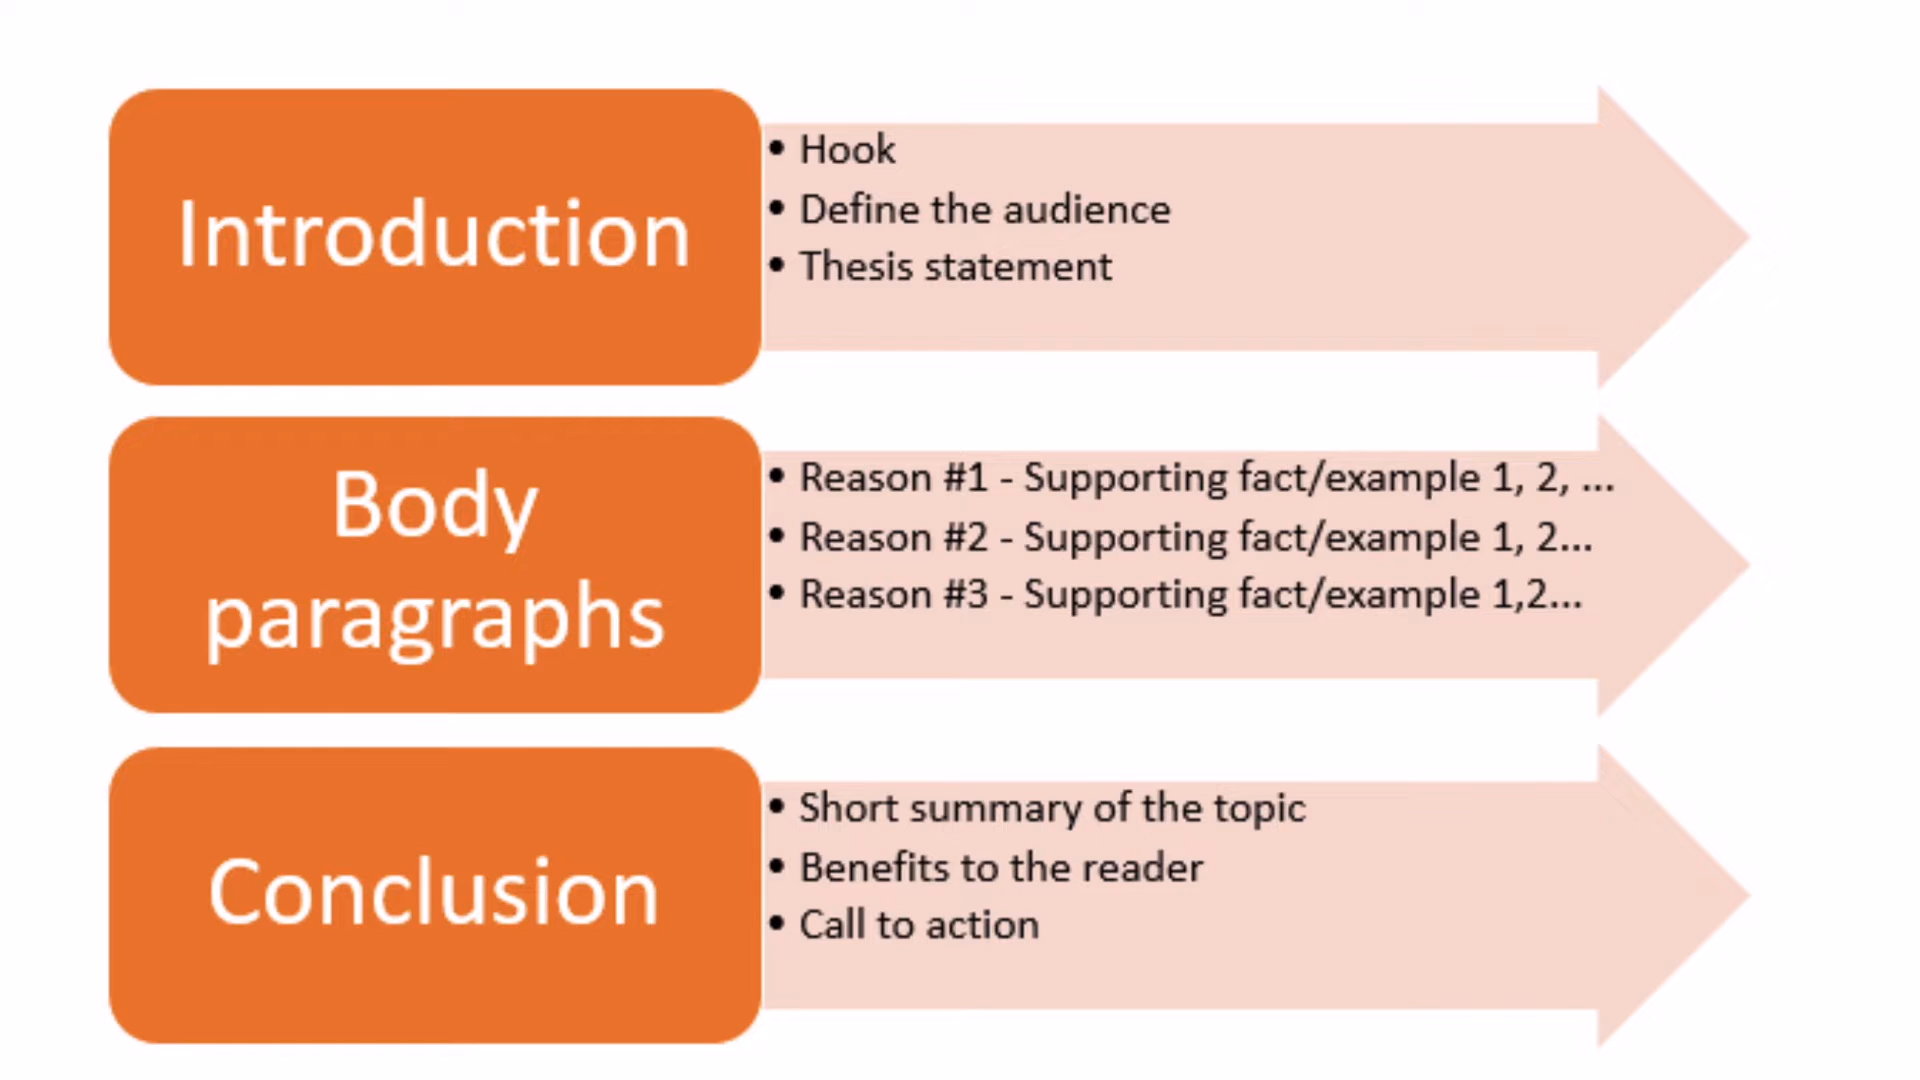 Introduction
• Hook
• Define the audience
• Thesis statement
Body
paragraphs
• Reason #1 - Supporting fact/example 1, 2, ...
• Reason #2 - Supporting fact/example 1, 2...
• Reason #3 - Supporting fact/example 1,2...
Conclusion
• Short summary of the topic
• Benefits to the reader
• Call to action